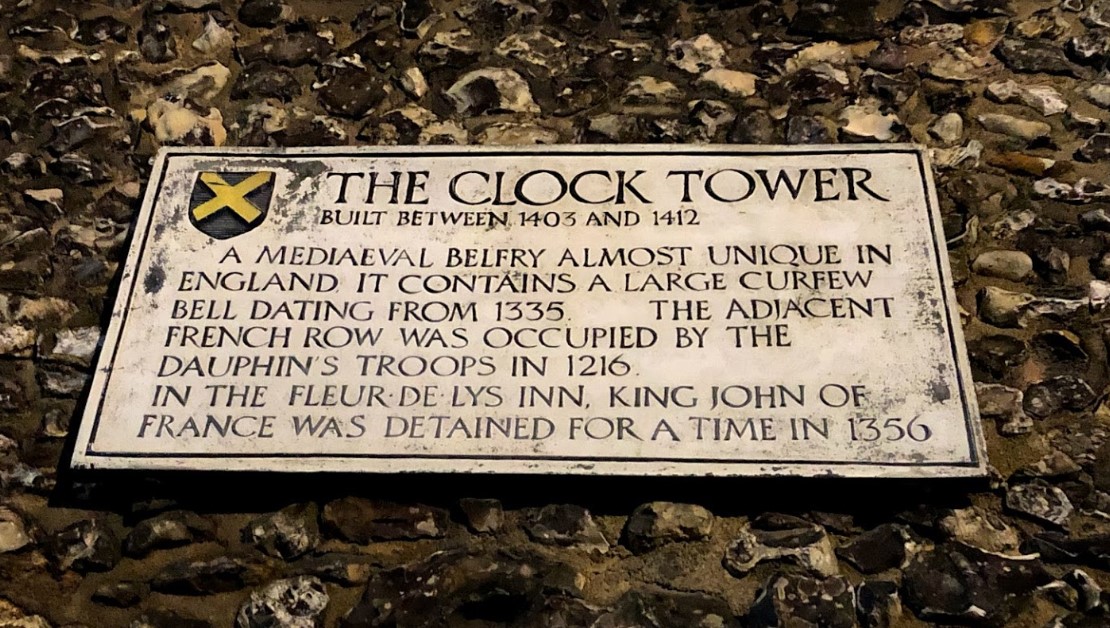 THE CLOCK TOWER
BUILT BETWEEN 1403 AND 1412
A MEDIAEVAL BELFRY ALMOST UNIQUE IN
ENGLAND, IT CONTAINS A LARGE CURFEW
BELL DATING FROM 1335. THE ADJACENT
FRENCH ROW WAS OCCUPIED BY THE
DAUPHIN'S TROOPS IN 1216.
IN THE FLEUR·DE·LYS INN, KING JOHN OF
FRANCE WAS DETAINED FOR A TIME IN 1356